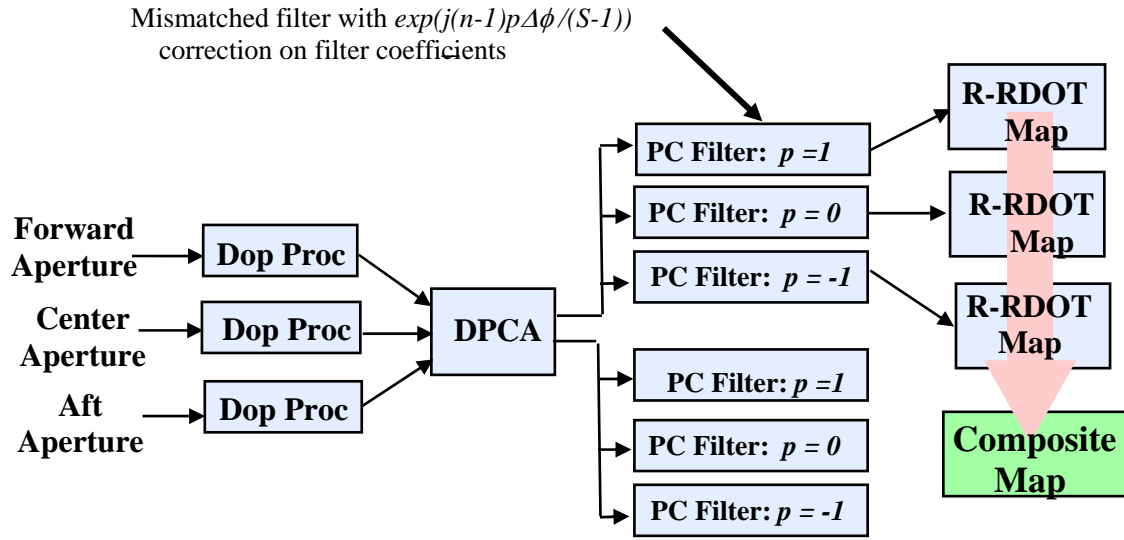 Mismatched filter with exp(j(n-1)pΔϕ/(S-1))
correction on filter coefficients
Forward
Aperture
Center
Aperture
Aft
Aperture
Dop Proc
Dop Proc
Dop Proc
DPCA
PC Filter: p =1
PC Filter: p = 0
PC Filter: p = -1
PC Filter: p = 1
PC Filter: p = 0
PC Filter: p = -1
R-RDOT
Map
R-RDOT
Map
R-RDOT
Map
Composite
Map